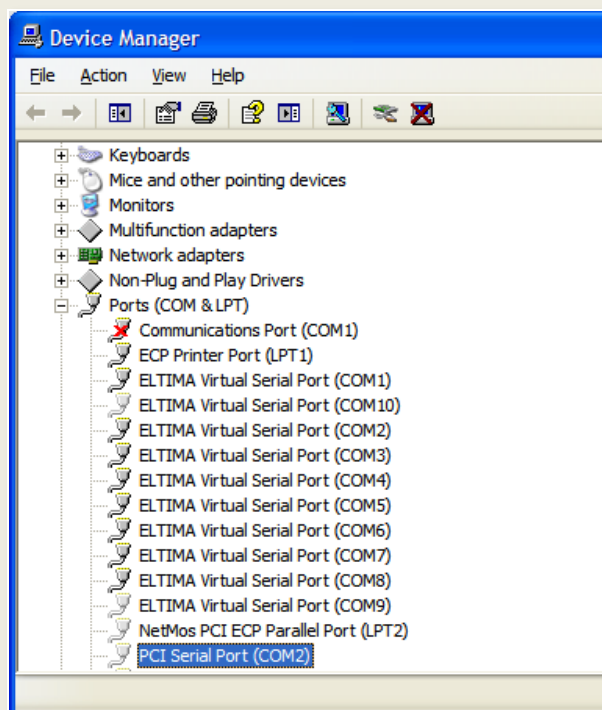 Device Manager
File Action View Help
Keyboards
Mice and other pointing devices
Monitors
Multifunction adapters
Network adapters
Non-Plug and Play Drivers
Ports (COM & LPT)
Communications Port (COM1)
ECP Printer Port (LPT1)
ELTIMA Virtual Serial Port (COM1)
ELTIMA Virtual Serial Port (COM10)
ELTIMA Virtual Serial Port (COM2)
ELTIMA Virtual Serial Port (COM3)
ELTIMA Virtual Serial Port (COM4)
ELTIMA Virtual Serial Port (COM5)
ELTIMA Virtual Serial Port (COM6)
ELTIMA Virtual Serial Port (COM7)
ELTIMA Virtual Serial Port (COM8)
ELTIMA Virtual Serial Port (COM9)
NetMos PCI ECP Parallel Port (LPT2)
PCI Serial Port (COM2)